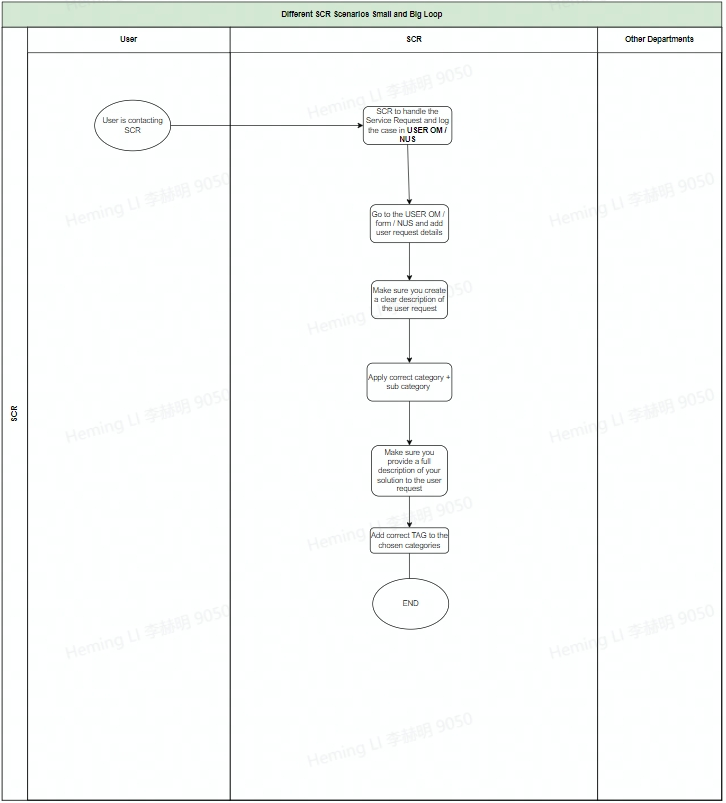 Different SCR Scenarios Small and Big Loop
User
SCR
Other Departments
SCR
User is contacting
SCR
SCR to handle the
Service Request and log
the case in USER OM /
NUS
Go to the USER OM /
form / NUS and add
user request details
Make sure you create
a clear description of
the user request
Apply correct category +
sub category
Make sure you
provide a full
description of your
solution to the user
request
Add correct TAG to the
chosen categories
END
Heming LI 李赫明 9050
Heming LI 李赫明 9050
Heming LI 李赫明 9050
Heming LI 李赫明 9050
Heming LI 李赫明 9050
Heming LI 李赫明 9050
Heming LI 李赫明 9050
Heming LI 李赫明 9050
Heming LI 李赫明 9050
Heming LI 李赫明 9050